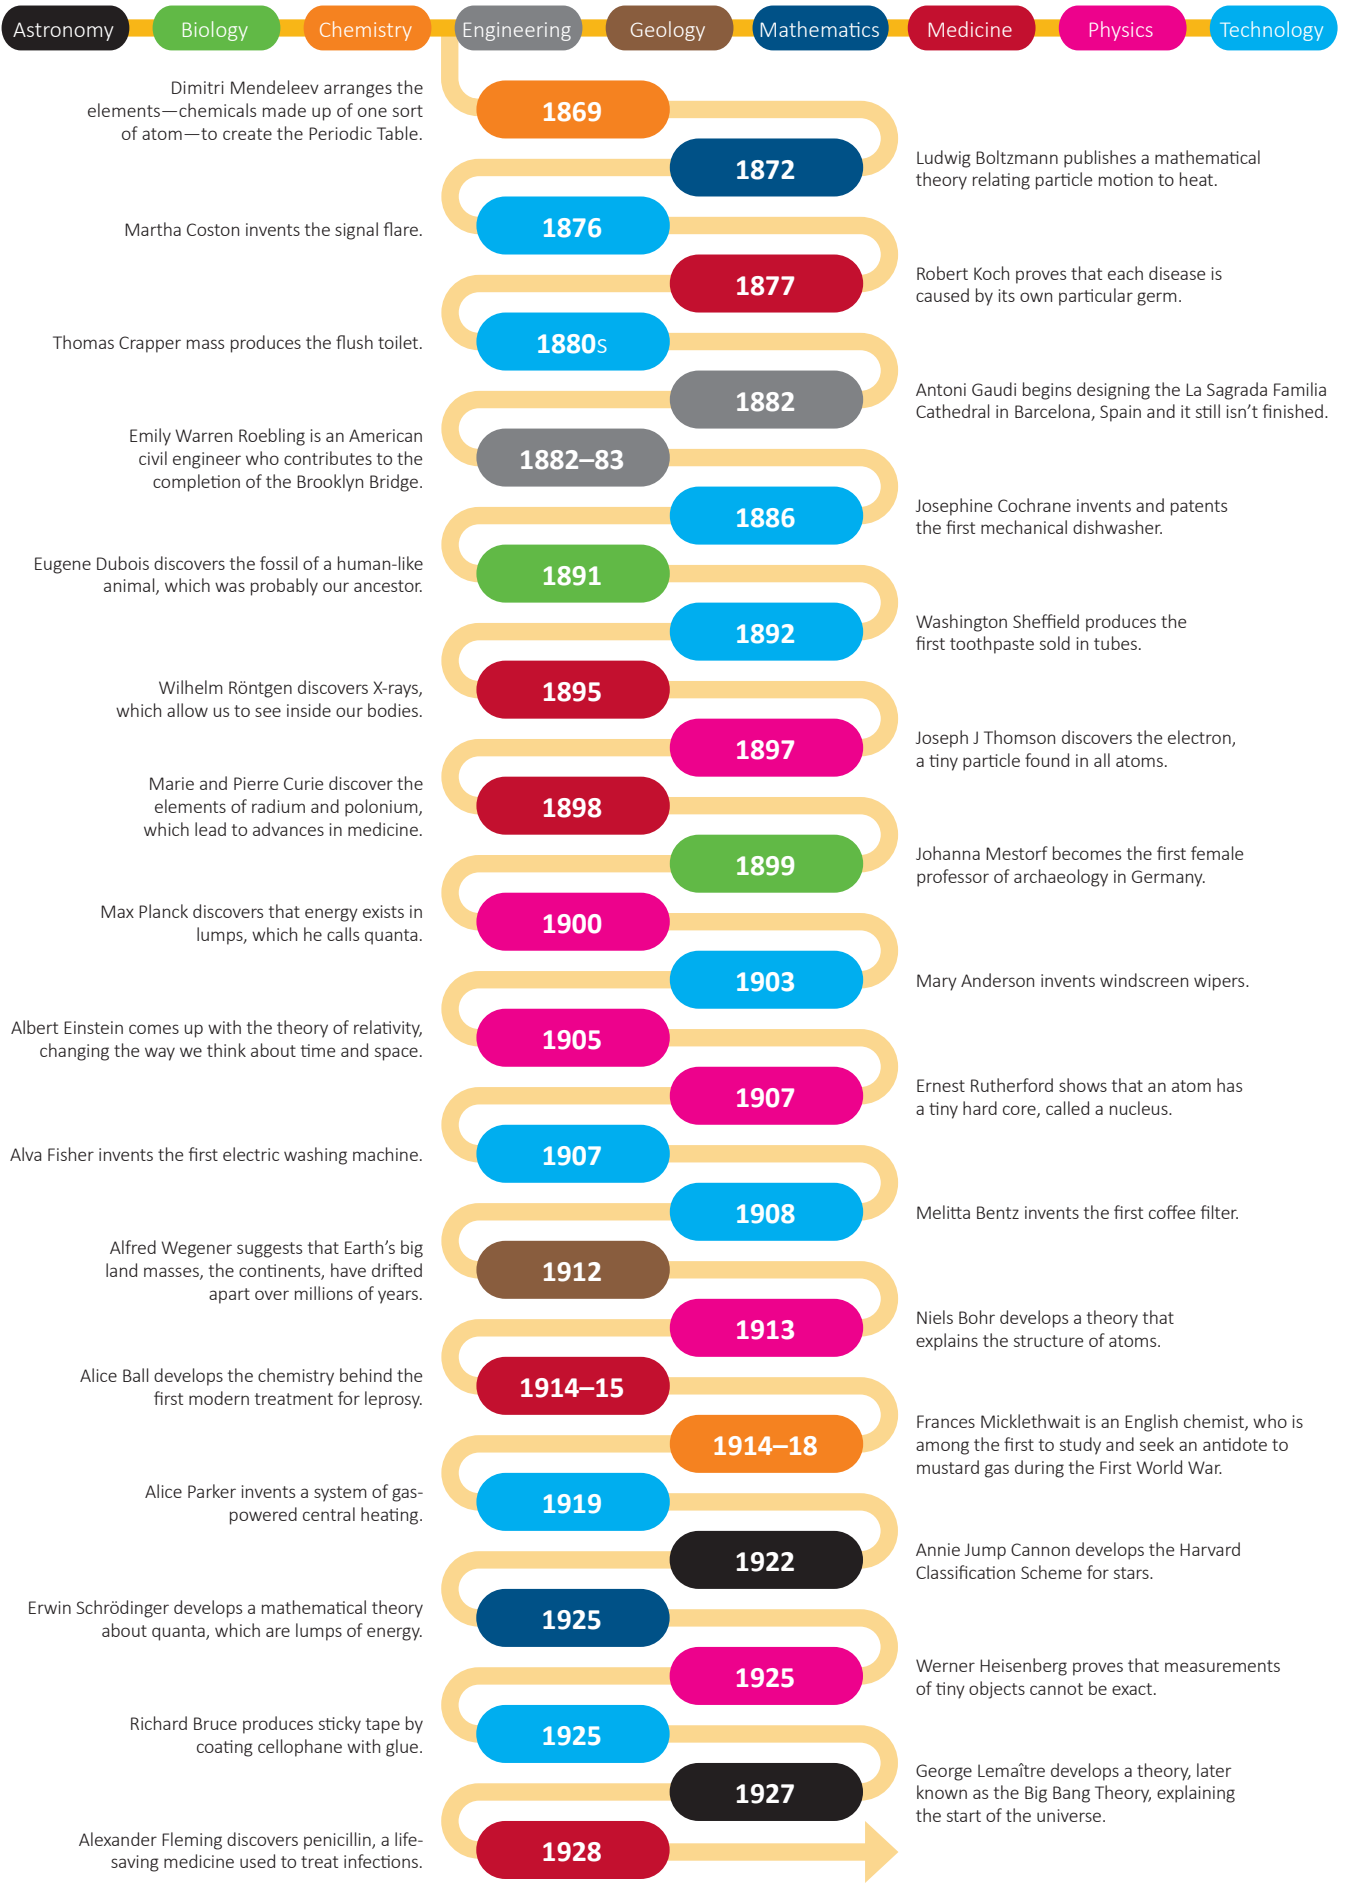 Astronomy
Biology
Chemistry
Engineering
Geology
Mathematics
Medicine
Physics
Technology
Dimitri Mendeleev arranges the
elements—chemicals made up of one sort
of atom—to create the Periodic Table.
1869
1872
Ludwig Boltzmann publishes a mathematical
theory relating particle motion to heat.
Martha Coston invents the signal flare.
1876
1877
Robert Koch proves that each disease is
caused by its own particular germ.
Thomas Crapper mass produces the flush toilet.
1880s
1882
Antoni Gaudi begins designing the La Sagrada Familia
Cathedral in Barcelona, Spain and it still isn’t finished.
Emily Warren Roebling is an American
civil engineer who contributes to the
completion of the Brooklyn Bridge.
1882–83
1886
Josephine Cochrane invents and patents
the first mechanical dishwasher.
Eugene Dubois discovers the fossil of a human-like
animal, which was probably our ancestor.
1891
1892
Washington Sheffield produces the
first toothpaste sold in tubes.
Wilhelm Röntgen discovers X-rays,
which allow us to see inside our bodies.
1895
1897
Joseph J Thomson discovers the electron,
a tiny particle found in all atoms.
Marie and Pierre Curie discover the
elements of radium and polonium,
which lead to advances in medicine.
1898
1899
Johanna Mestorf becomes the first female
professor of archaeology in Germany.
Max Planck discovers that energy exists in
lumps, which he calls quanta.
1900
1903
Mary Anderson invents windscreen wipers.
Albert Einstein comes up with the theory of relativity,
changing the way we think about time and space.
1905
1907
Ernest Rutherford shows that an atom has
a tiny hard core, called a nucleus.
Alva Fisher invents the first electric washing machine.
1907
1908
Melitta Bentz invents the first coffee filter.
Alfred Wegener suggests that Earth’s big
land masses, the continents, have drifted
apart over millions of years.
1912
1913
Niels Bohr develops a theory that
explains the structure of atoms.
Alice Ball develops the chemistry behind the
first modern treatment for leprosy.
1914–15
1914–18
Frances Micklethwait is an English chemist, who is
among the first to study and seek an antidote to
mustard gas during the First World War.
Alice Parker invents a system of gas-
powered central heating.
1919
1922
Annie Jump Cannon develops the Harvard
Classification Scheme for stars.
Erwin Schrödinger develops a mathematical theory
about quanta, which are lumps of energy.
1925
1925
Werner Heisenberg proves that measurements
of tiny objects cannot be exact.
Richard Bruce produces sticky tape by
coating cellophane with glue.
1925
1927
George Lemaître develops a theory, later
known as the Big Bang Theory, explaining
the start of the universe.
Alexander Fleming discovers penicillin, a life-
saving medicine used to treat infections.
1928